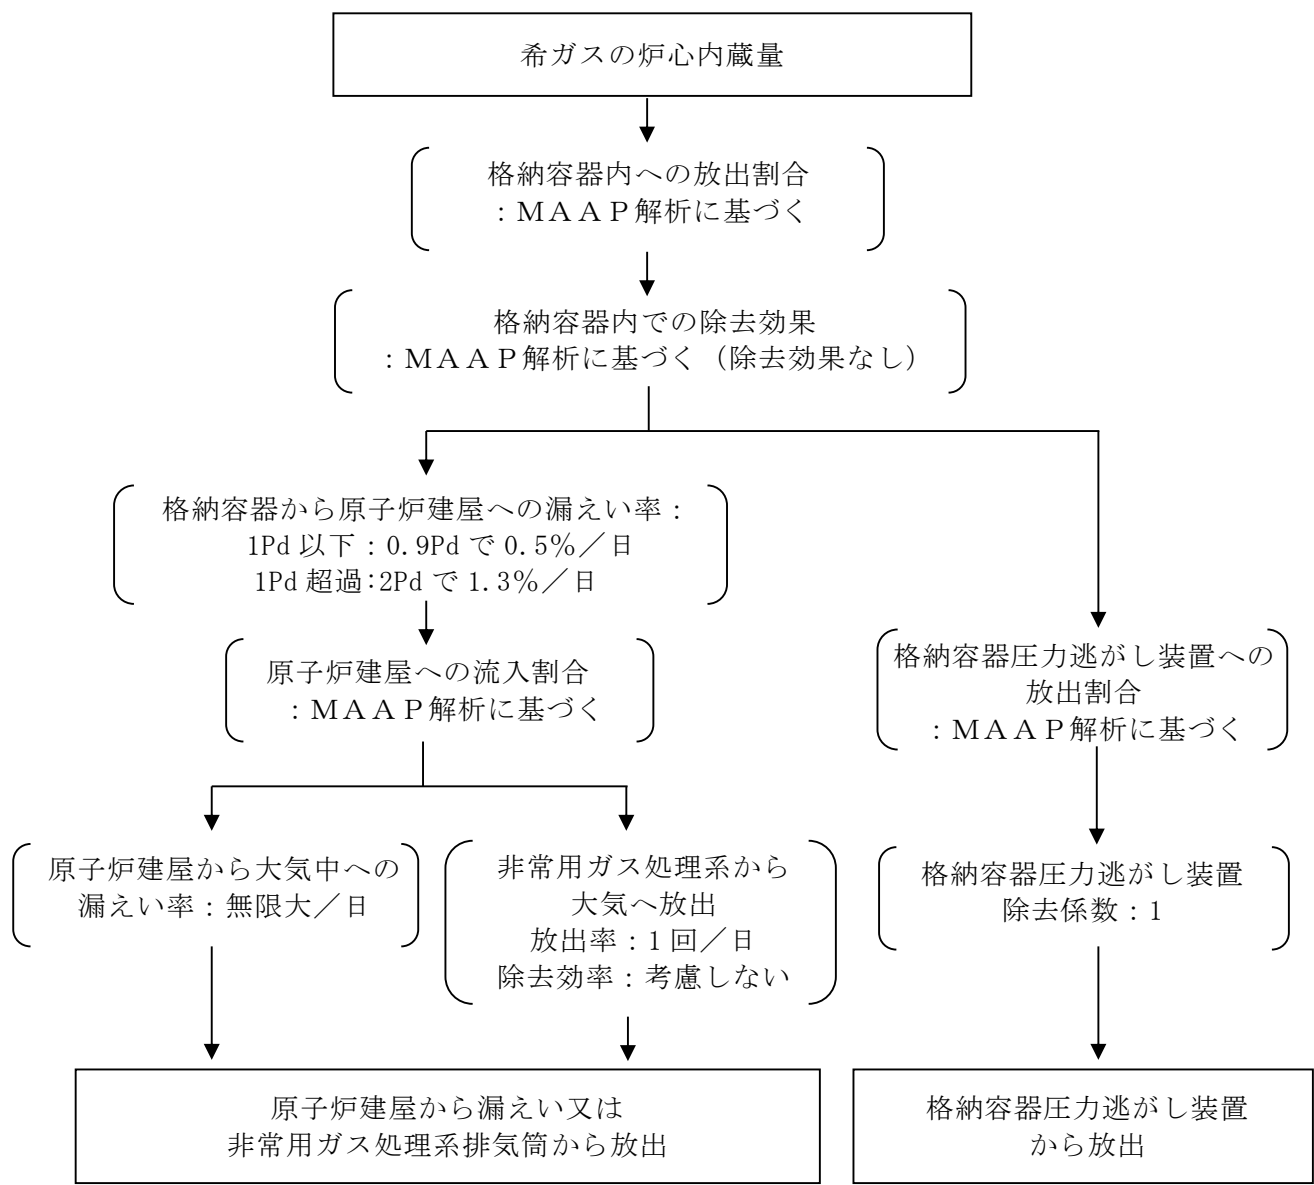 希ガスの炉心内蔵量
格納容器内への放出割合
：ＭＡＡＰ解析に基づく
格納容器内での除去効果
：ＭＡＡＰ解析に基づく（除去効果なし）
格納容器から原子炉建屋への漏えい率：
1Pd 以下：0.9Pd で 0.5%／日
1Pd 超過：2Pd で 1.3%／日
原子炉建屋への流入割合
：ＭＡＡＰ解析に基づく
格納容器圧力逃がし装置への
放出割合
：ＭＡＡＰ解析に基づく
原子炉建屋から大気中への
漏えい率：無限大／日
非常用ガス処理系から
大気へ放出
放出率：1 回／日
除去効率：考慮しない
格納容器圧力逃がし装置
除去係数：1
原子炉建屋から漏えい又は
非常用ガス処理系排気筒から放出
格納容器圧力逃がし装置
から放出